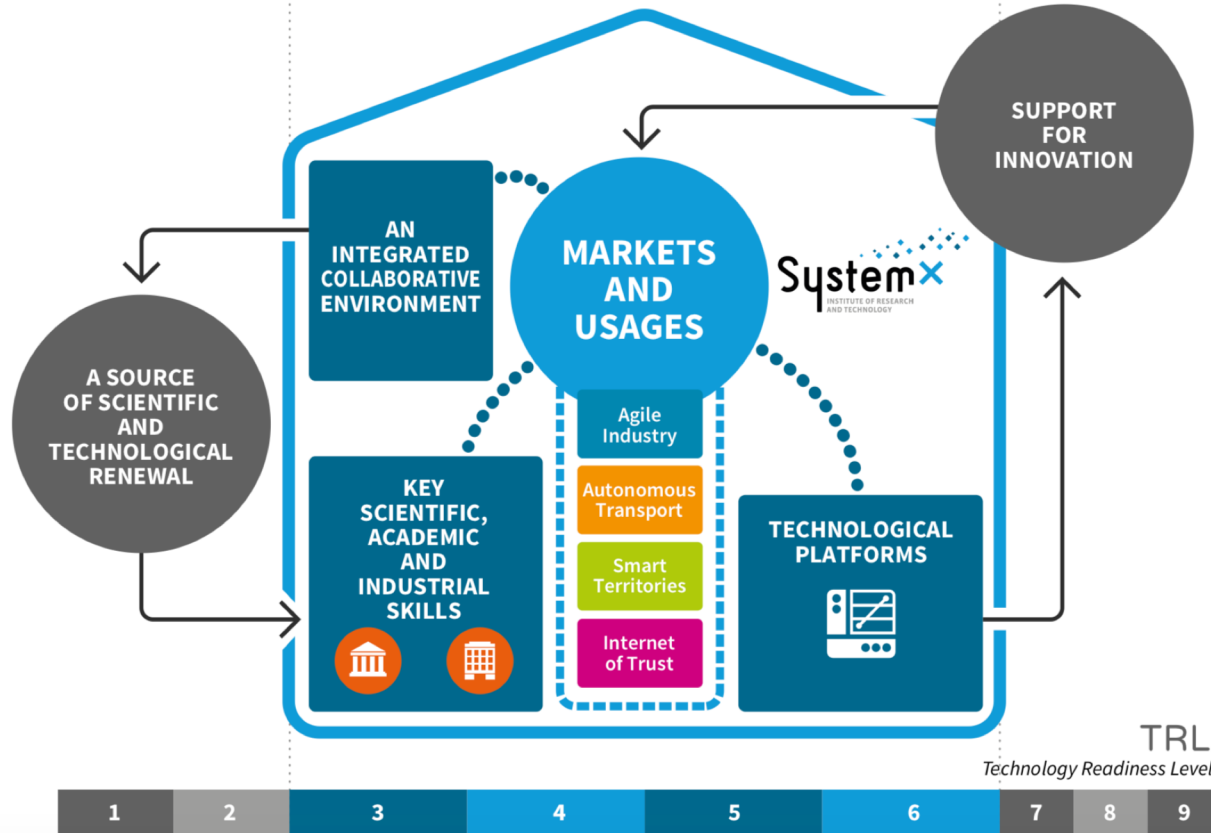 SUPPORT
FOR
INNOVATION
AN
INTEGRATED
COLLABORATIVE
ENVIRONMENT
MARKETS
AND
USAGES
Systemx
INSTITUTE OF RESEARCH
AND TECHNOLOGY
A SOURCE
OF SCIENTIFIC
AND
TECHNOLOGICAL
RENEWAL
Agile
Industry
Autonomous
Transport
Smart
Territories
Internet
of Trust
KEY
SCIENTIFIC,
ACADEMIC
AND
INDUSTRIAL
SKILLS
TECHNOLOGICAL
PLATFORMS
TRL
Technology Readiness Level
1 2 3 4 5 6 7 8 9